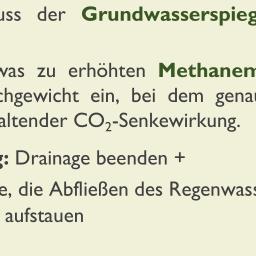 uss der Grundwasserspieg
was zu erhöhten Methanem
chgewicht ein, bei dem genau
altender CO₂-Senkewirkung.
g: Drainage beenden +
e, die Abfließen des Regenwass
aufstauen